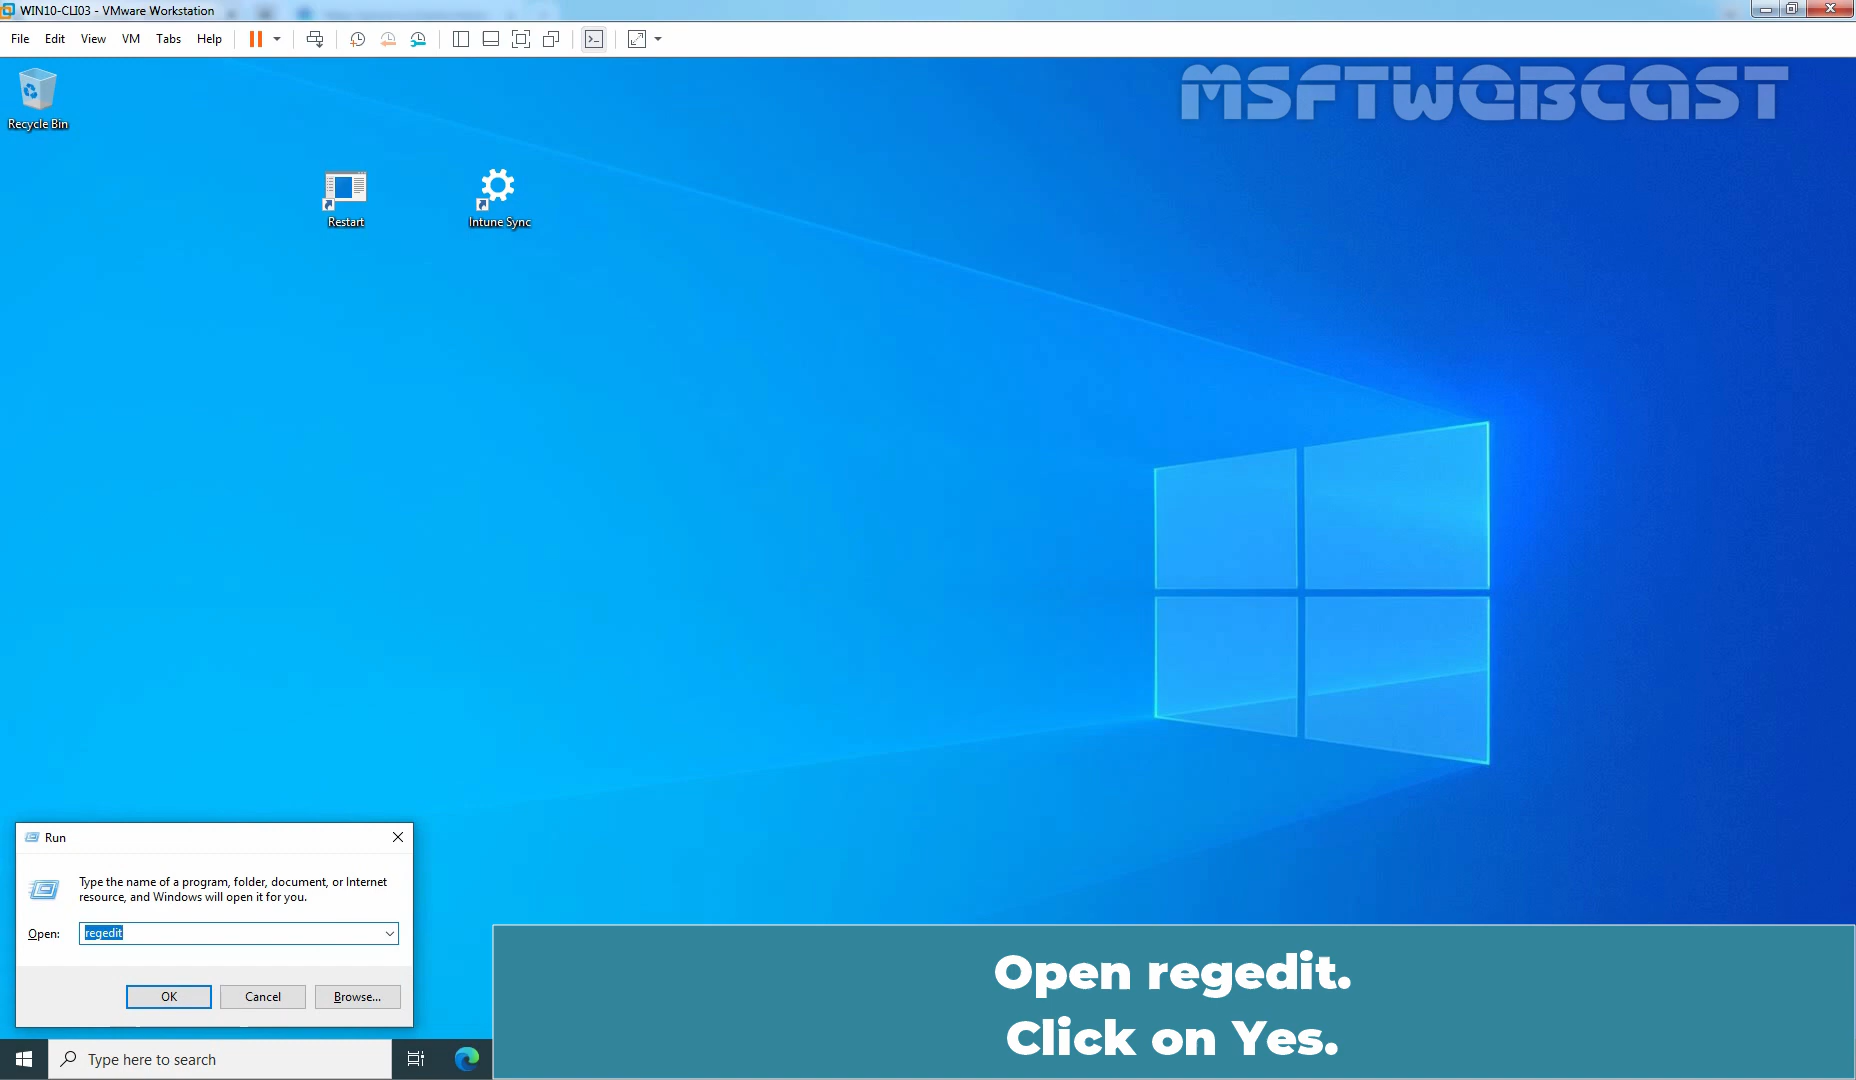 WIN10-CLI03 - VMware Workstation
File Edit View VM Tabs Help
MSFTWEBCAST
Recycle Bin
Restart
Intune Sync
Run
Type the name of a program, folder, document, or Internet
resource, and Windows will open it for you.
Open: regedit
OK Cancel Browse...
Open regedit.
Click on Yes.
Type here to search